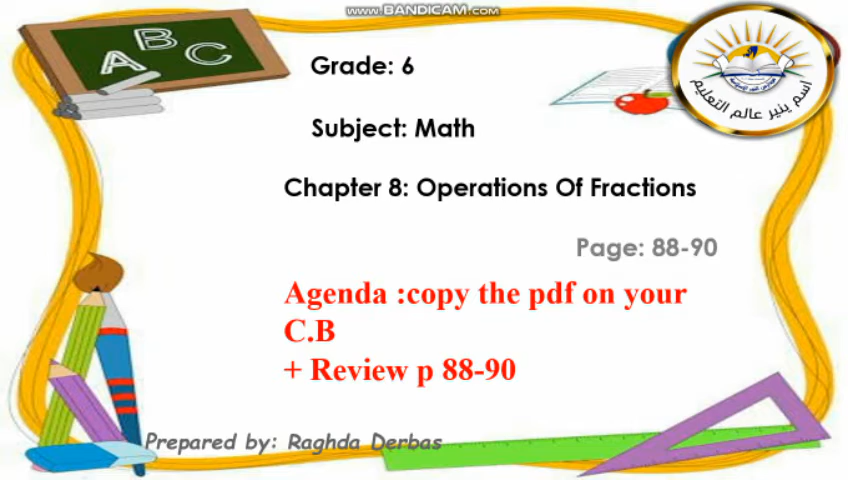 www.BANDICAM.com
A B C
Grade: 6
Subject: Math
Chapter 8: Operations Of Fractions
Page: 88-90
Agenda :copy the pdf on your
C.B
+ Review p 88-90
Prepared by: Raghda Derbas
اسم ينير عالم التعليم